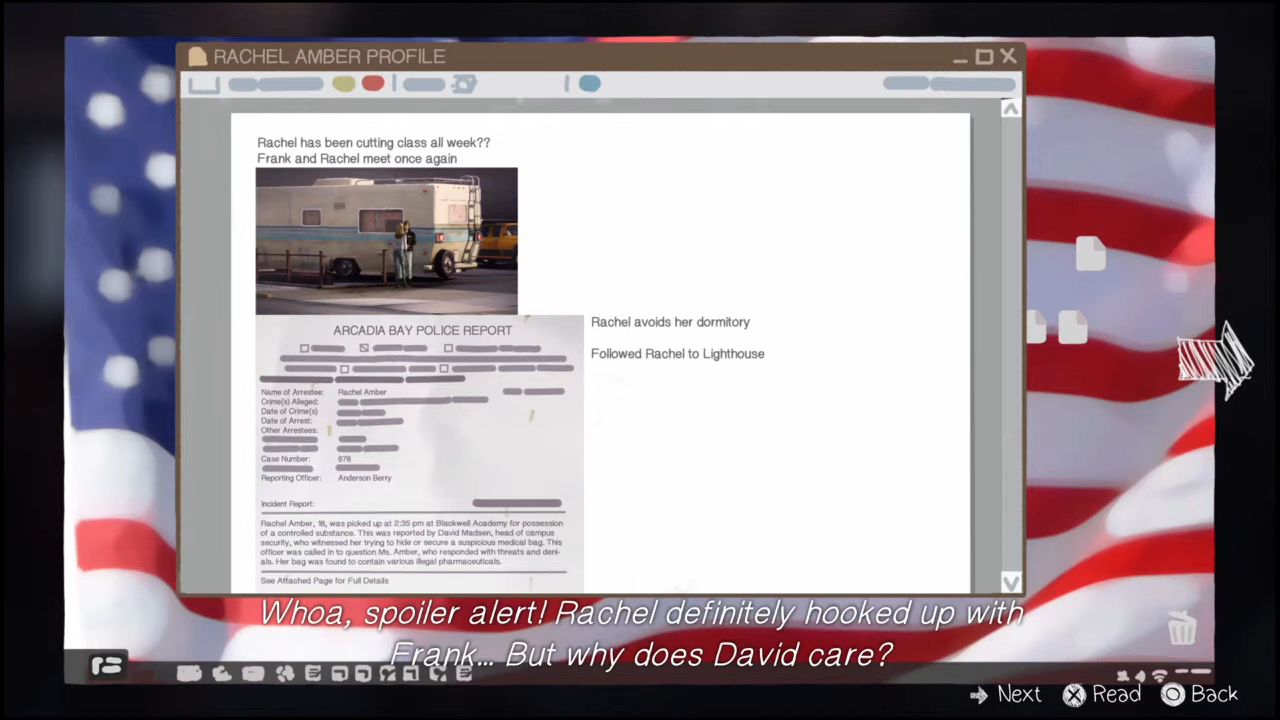 RACHEL AMBER PROFILE
Rachel has been cutting class all week??
Frank and Rachel meet once again
ARCADIA BAY POLICE REPORT
Name of Arrestee: Rachel Amber
Crime(s) Alleged:
Date of Crime(s)
Date of Arrest:
Other Arrestees:
Case Number: 678
Reporting Officer: Anderson Berry
Incident Report:
Rachel Amber, 18, was picked up at 2:35 pm at Blackwell Academy for possession
of a controlled substance. This was reported by David Madsen, head of campus
security, who witnessed her trying to hide or secure a suspicious medical bag. This
officer was called in to question Ms. Amber, who responded with threats and deni-
als. Her bag was found to contain various illegal pharmaceuticals.
See Attached Page for Full Details
Rachel avoids her dormitory
Followed Rachel to Lighthouse
Whoa, spoiler alert! Rachel definitely hooked up with
Frank... But why does David care?
Next Read Back